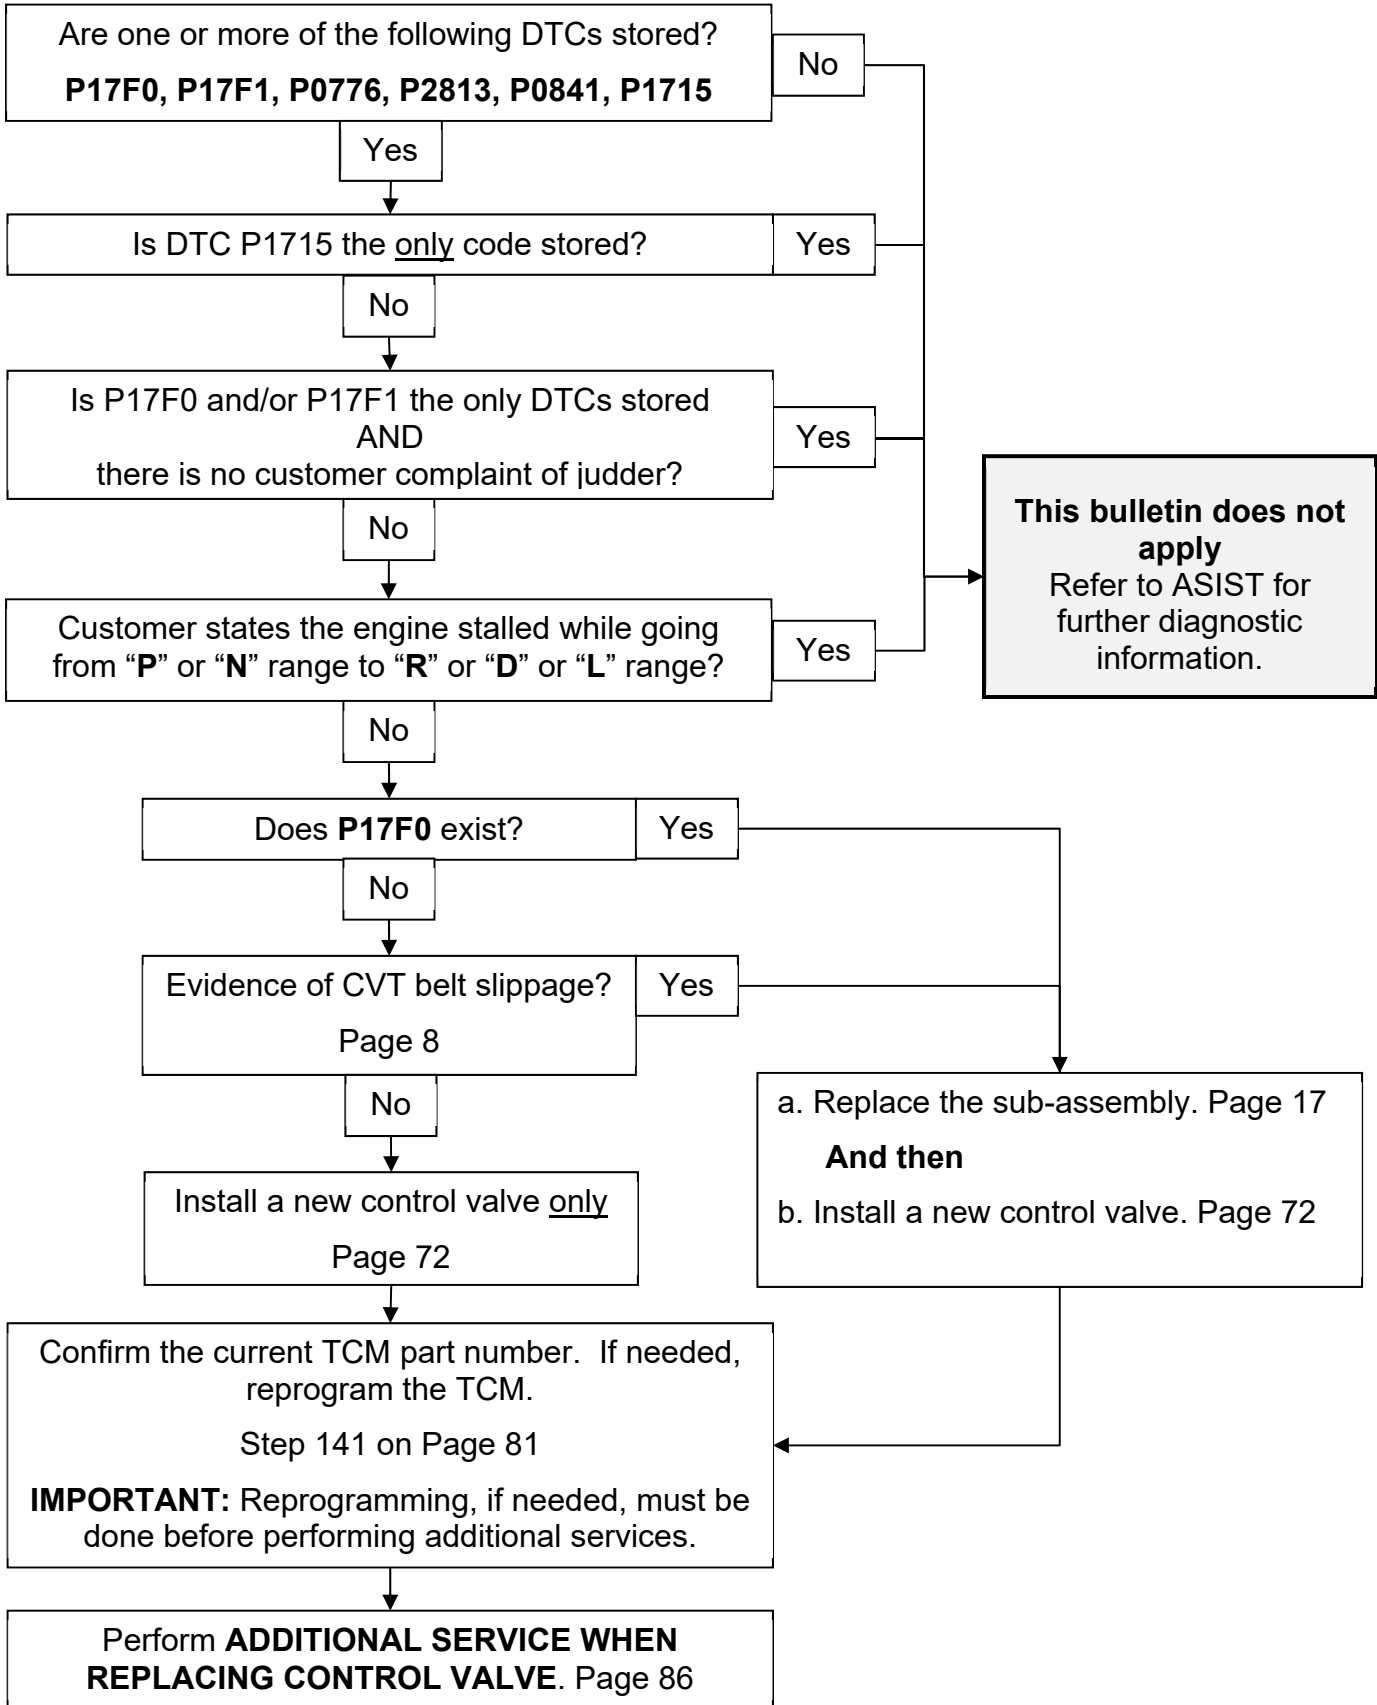 Are one or more of the following DTCs stored?
P17F0, P17F1, P0776, P2813, P0841, P1715
No
Yes
Is DTC P1715 the only code stored?
Yes
No
Is P17F0 and/or P17F1 the only DTCs stored
AND
there is no customer complaint of judder?
Yes
No
This bulletin does not
apply
Refer to ASIST for
further diagnostic
information.
Customer states the engine stalled while going
from “P” or “N” range to “R” or “D” or “L” range?
Yes
No
Does P17F0 exist?
Yes
No
Evidence of CVT belt slippage?
Page 8
Yes
No
a. Replace the sub-assembly. Page 17
And then
b. Install a new control valve. Page 72
Install a new control valve only
Page 72
Confirm the current TCM part number.  If needed,
reprogram the TCM.
Step 141 on Page 81
IMPORTANT: Reprogramming, if needed, must be
done before performing additional services.
Perform ADDITIONAL SERVICE WHEN
REPLACING CONTROL VALVE. Page 86